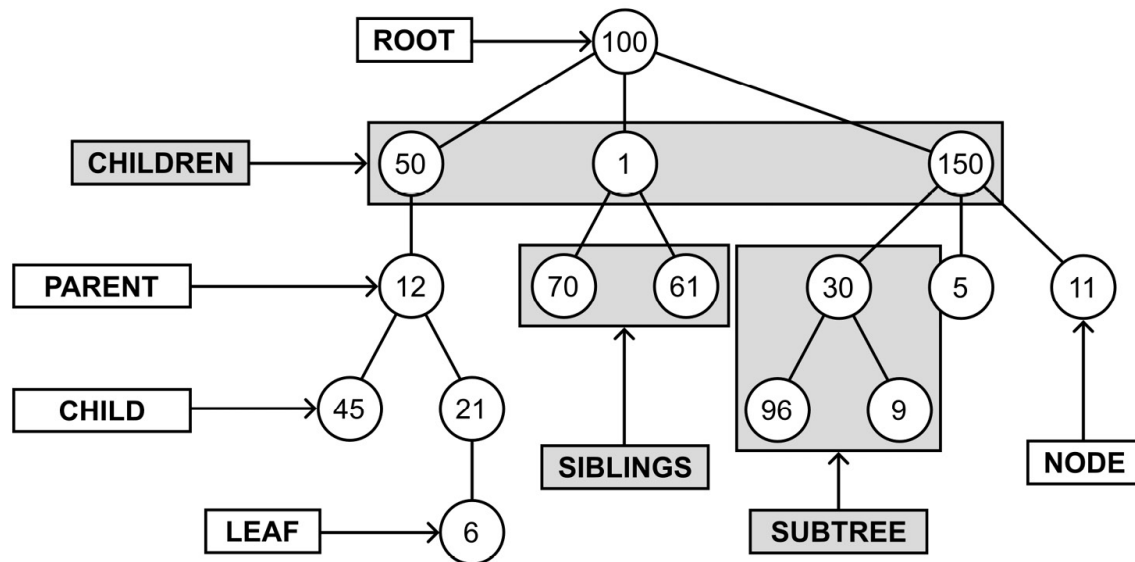 ROOT
100
CHILDREN
50
1
150
PARENT
12
70
61
30
5
11
CHILD
45
21
96
9
SIBLINGS
NODE
LEAF
6
SUBTREE